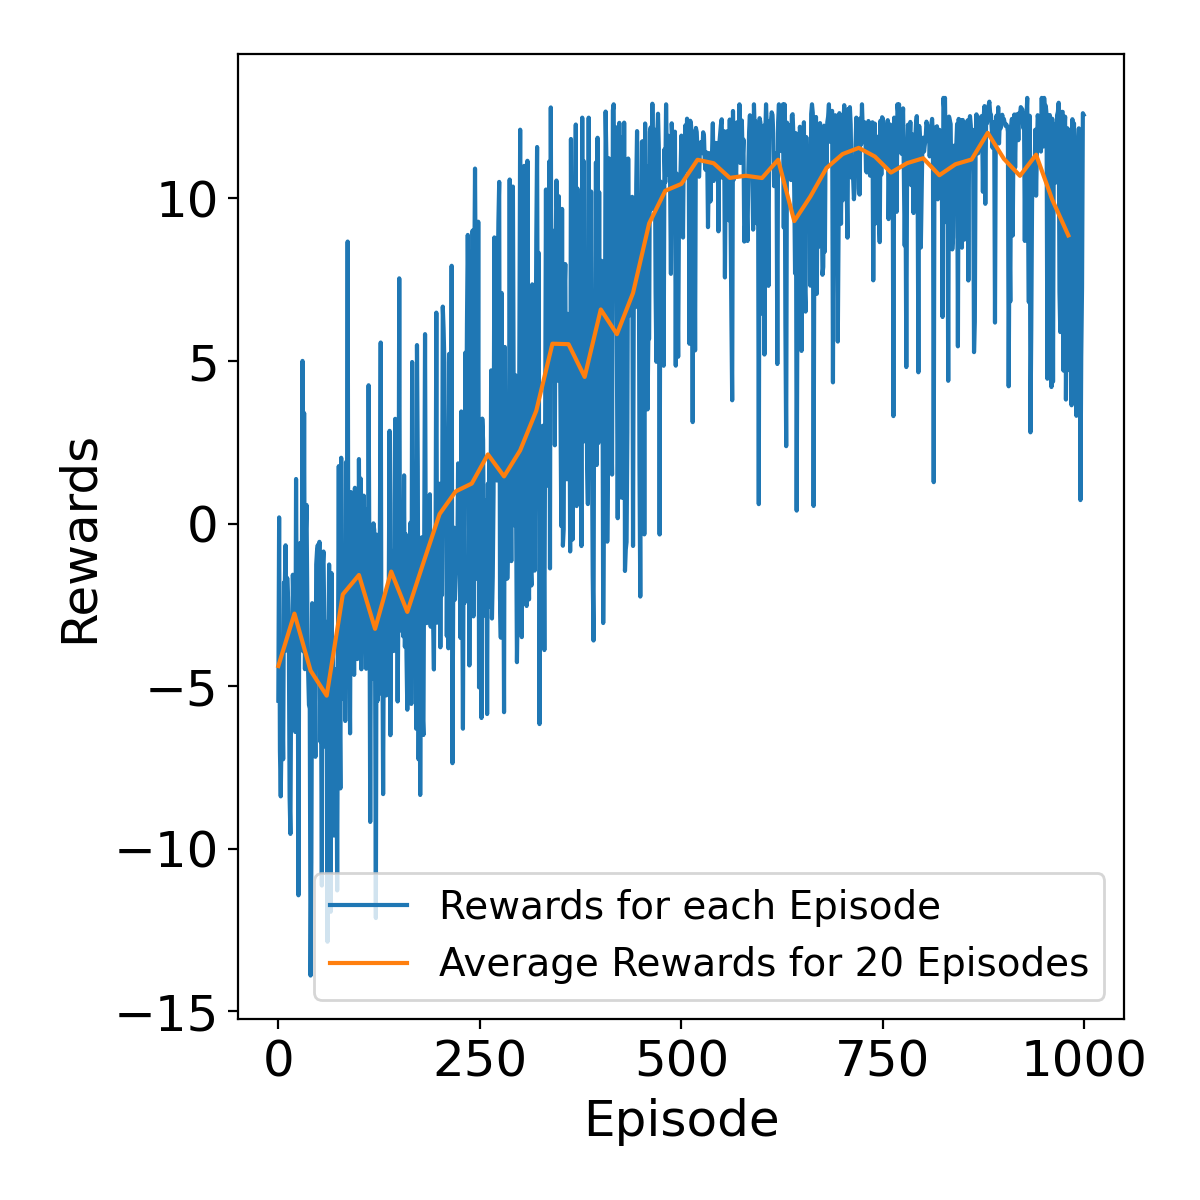 10
5
0
−5
−10
−15
Rewards
Rewards for each Episode
Average Rewards for 20 Episodes
0 250 500 750 1000
Episode